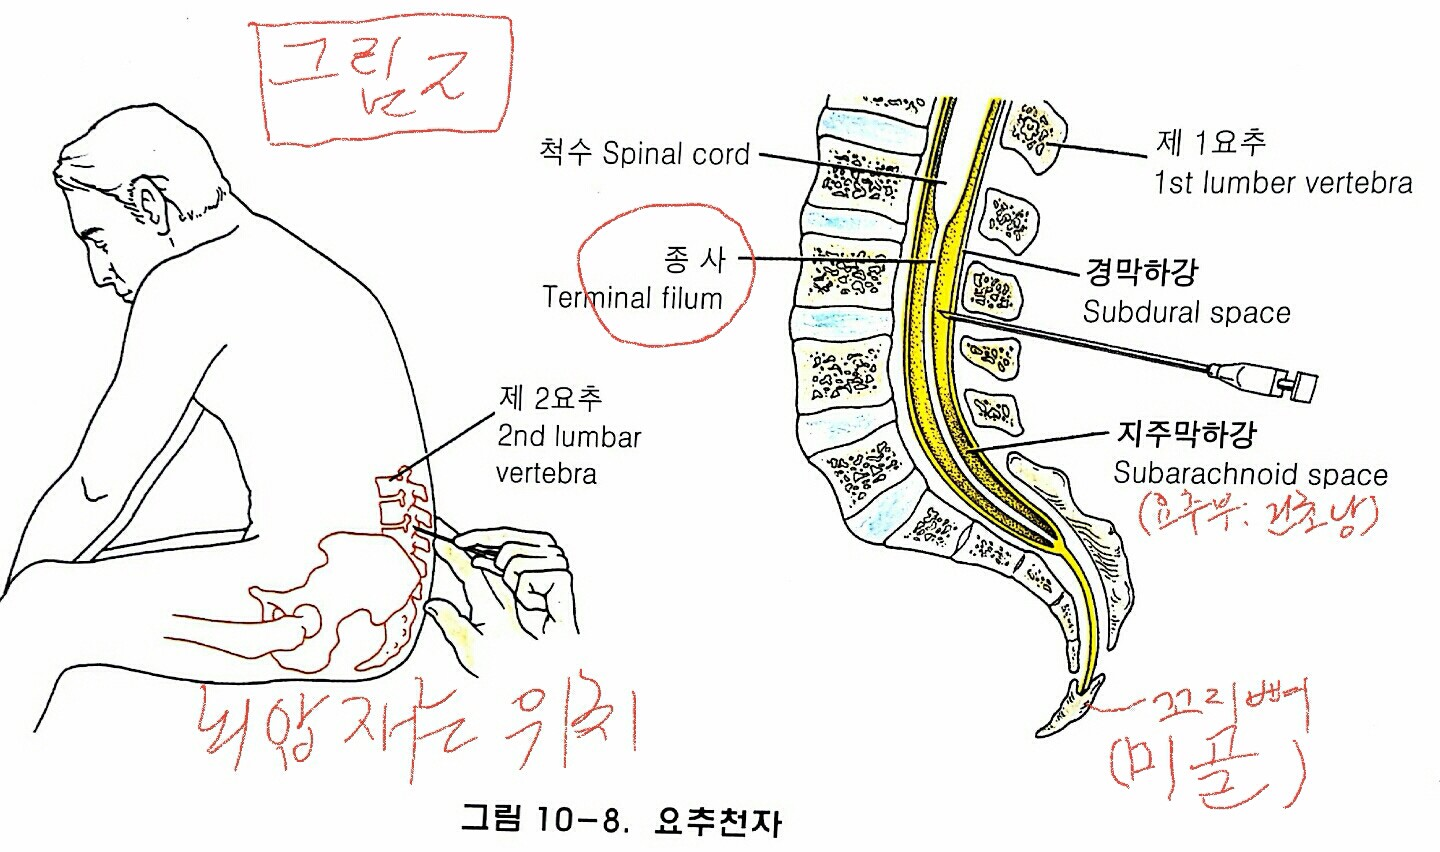 그림 2
척수 Spinal cord
제 1요추
1st lumber vertebra
종 사
Terminal filum
경막하강
Subdural space
제 2요추
2nd lumbar
vertebra
지주막하강
Subarachnoid space
(요추부: 건초낭)
뇌압 재는 위치
꼬리뼈
(미골)
그림 10-8. 요추천자